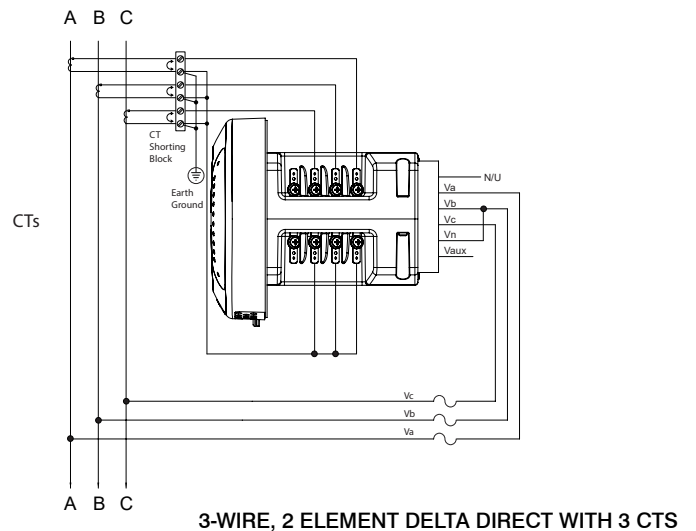 A B C
CT
Shorting
Block
Earth
Ground
N/U
Va
Vb
Vc
Vn
Vaux
CTs
Vc
Vb
Va
A B C
3-WIRE, 2 ELEMENT DELTA DIRECT WITH 3 CTS